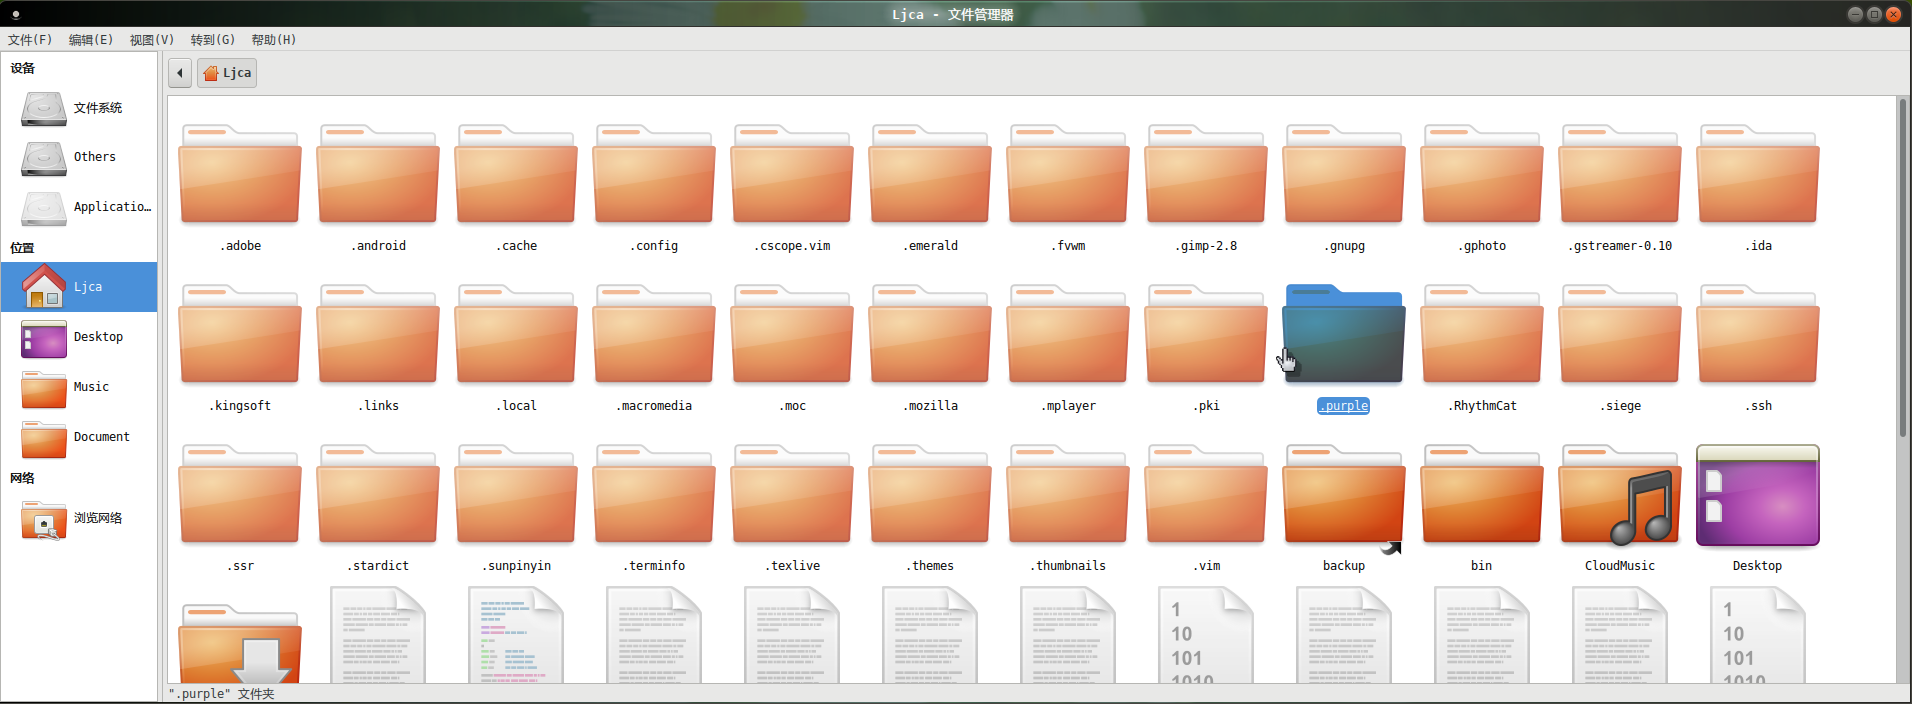 Ljca - 文件管理器
文件(F) 编辑(E) 视图(V) 转到(G) 帮助(H)
设备
文件系统
Others
Applicatio…
位置
Ljca
Desktop
Music
Document
网络
浏览网络
Ljca
.adobe .android .cache .config .cscope.vim .emerald .fvwm .gimp-2.8 .gnupg .gphoto .gstreamer-0.10 .ida
.kingsoft .links .local .macromedia .moc .mozilla .mplayer .pki .purple .RhythmCat .siege .ssh
.ssr .stardict .sunpinyin .terminfo .texlive .themes .thumbnails .vim backup bin CloudMusic Desktop
1 1
10 10
101 101
1010 1010
".purple" 文件夹